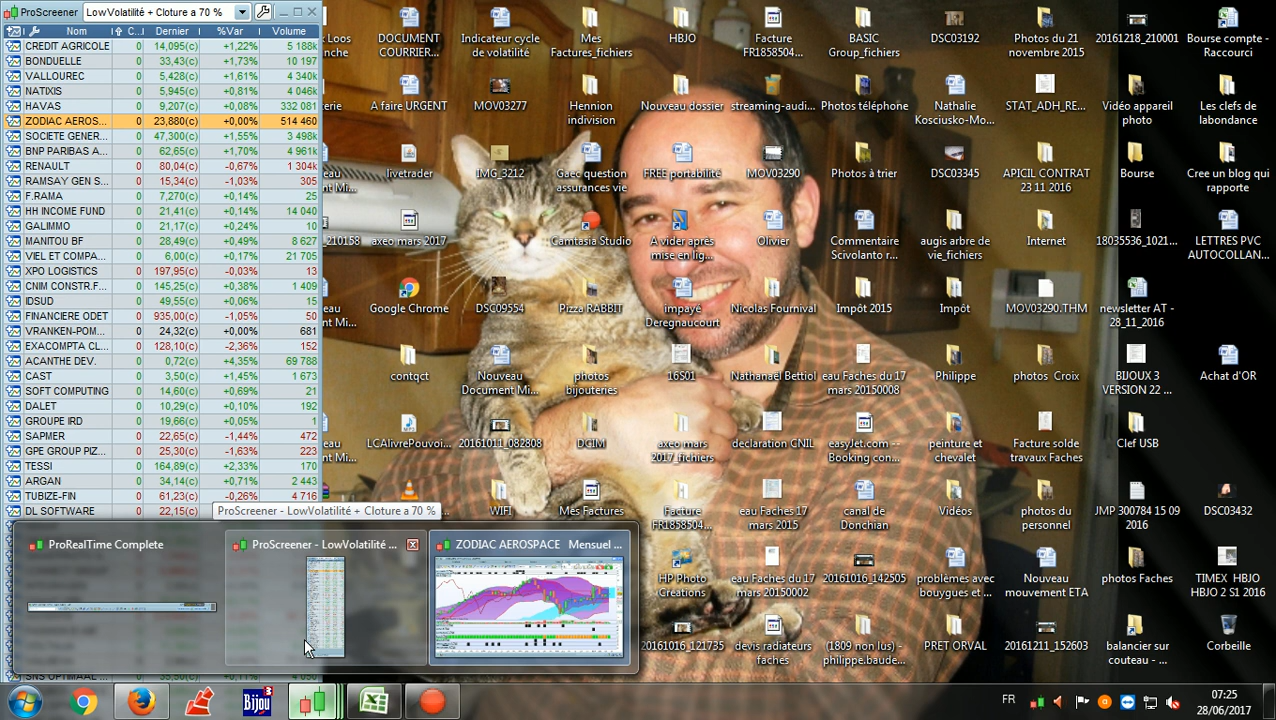 ProScreener
LowVolatilité + Cloture a 70 %
Nom C... Dernier %Var Volume
CREDIT AGRICOLE 0 14,095(c) +1,22% 5 188k
BONDUELLE 0 33,43(c) +1,73% 10 197
VALLOUREC 0 5,428(c) +1,61% 4 340k
NATIXIS 0 5,945(c) +0,81% 4 046k
HAVAS 0 9,207(c) +0,08% 332 081
ZODIAC AEROS... 0 23,880(c) +0,00% 514 460
SOCIETE GENER... 0 47,300(c) +1,55% 3 498k
BNP PARIBAS A... 0 62,65(c) +1,70% 4 961k
RENAULT 0 80,04(c) -0,67% 1 304k
RAMSAY GEN S... 0 15,34(c) -1,03% 305
F.RAMA 0 7,270(c) +0,14% 25
HH INCOME FUND 0 21,41(c) +0,14% 14 040
GALIMMO 0 21,17(c) +0,24% 10
MANITOU BF 0 28,49(c) +0,49% 8 627
VIEL ET COMPA... 0 6,00(c) +0,17% 21 705
XPO LOGISTICS 0 197,95(c) -0,03% 13
CNIM CONSTR.F... 0 145,25(c) +0,38% 1 409
IDSUD 0 49,55(c) +0,06% 15
FINANCIERE ODET 0 935,00(c) -1,05% 50
VRANKEN-POM... 0 24,32(c) +0,00% 681
EXACOMPTA CL... 0 128,10(c) -2,36% 152
ACANTHE DEV. 0 0,72(c) +4,35% 69 788
CAST 0 3,50(c) +1,45% 1 673
SOFT COMPUTING 0 14,60(c) +0,69% 21
DALET 0 10,29(c) +0,10% 192
GROUPE IRD 0 19,66(c) +0,05% 1
SAPMER 0 22,65(c) -1,44% 472
GPE GROUP PIZ... 0 25,30(c) -1,63% 223
TESSI 0 164,89(c) +2,33% 170
ARGAN 0 34,14(c) +0,71% 2 443
TUBIZE-FIN 0 61,23(c) -0,26% 4 716
DL SOFTWARE 0 22,15(c)
ProScreener - LowVolatilité + Cloture a 70 %
ProRealTime Complete
ProScreener - LowVolatilité ...
ZODIAC AEROSPACE Mensuel ...
DOCUMENT COURRIER...
Indicateur cycle de volatilité
Mes Factures_fichiers
HBJO
Facture FR1858504...
BASIC Group_fichiers
DSC03192
Photos du 21 novembre 2015
20161218_210001
Bourse compte - Raccourci
A faire URGENT
MOV03277
Hennion indivision
Nouveau dossier
streaming-audi...
Photos téléphone
Nathalie Kosciusko-Mo...
STAT_ADH_RE...
Vidéo appareil photo
Les clefs de labondance
livetrader
IMG_3212
Gaec question assurances vie
FREE portabilité
MOV03290
Photos à trier
DSC03345
APICIL CONTRAT 23 11 2016
Bourse
Cree un blog qui rapporte
axeo mars 2017
Camtasia Studio
A vider après mise en lig...
Olivier
Commentaire Scivolanto r...
augis arbre de vie_fichiers
Internet
18035536_1021...
LETTRES PVC AUTOCOLLAN...
Google Chrome
DSC09554
Pizza RABBIT
impayé Deregnaucourt
Nicolas Fournival
Impôt 2015
Impôt
MOV03290.THM
newsletter AT - 28_11_2016
contqct
Nouveau Document Mi...
photos bijouteries
16S01
Nathanaël Bettiol
eau Faches du 17 mars 20150008
Philippe
photos Croix
BIJOUX 3 VERSION 22 ...
Achat d'OR
LCAlivrePouvoi...
20161011_082808
DCIM
axeo mars 2017_fichiers
declaration CNIL
easyJet.com -- Booking con...
peinture et chevalet
Facture solde travaux Faches
Clef USB
WIFI
Mes Factures
Facture FR1858504...
eau Faches 17 mars 2015
canal de Donchian
Vidéos
photos du personnel
JMP 300784 15 09 2016
DSC03432
HP Photo Creations
eau Faches du 17 mars 20150002
20161016_142505
problèmes avec bouygues et ...
Nouveau mouvement ETA
photos Faches
TIMEX HBJO HBJO 2 S1 2016
20161016_121735
devis radiateurs faches
(1809 non lus) - philippe.baude...
PRET ORVAL
20161211_152603
balancier sur couteau - ...
Corbeille
Bijou
FR
07:25
28/06/2017